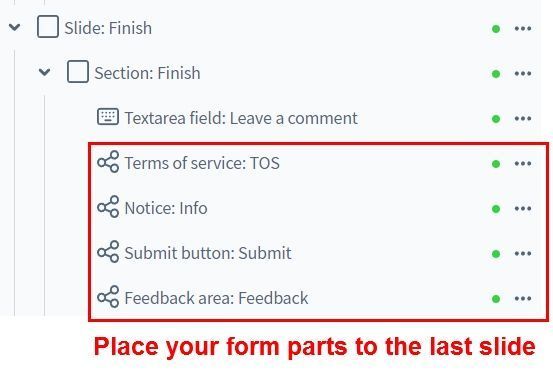 Slide: Finish
Section: Finish
Textarea field: Leave a comment
Terms of service: TOS
Notice: Info
Submit button: Submit
Feedback area: Feedback
Place your form parts to the last slide